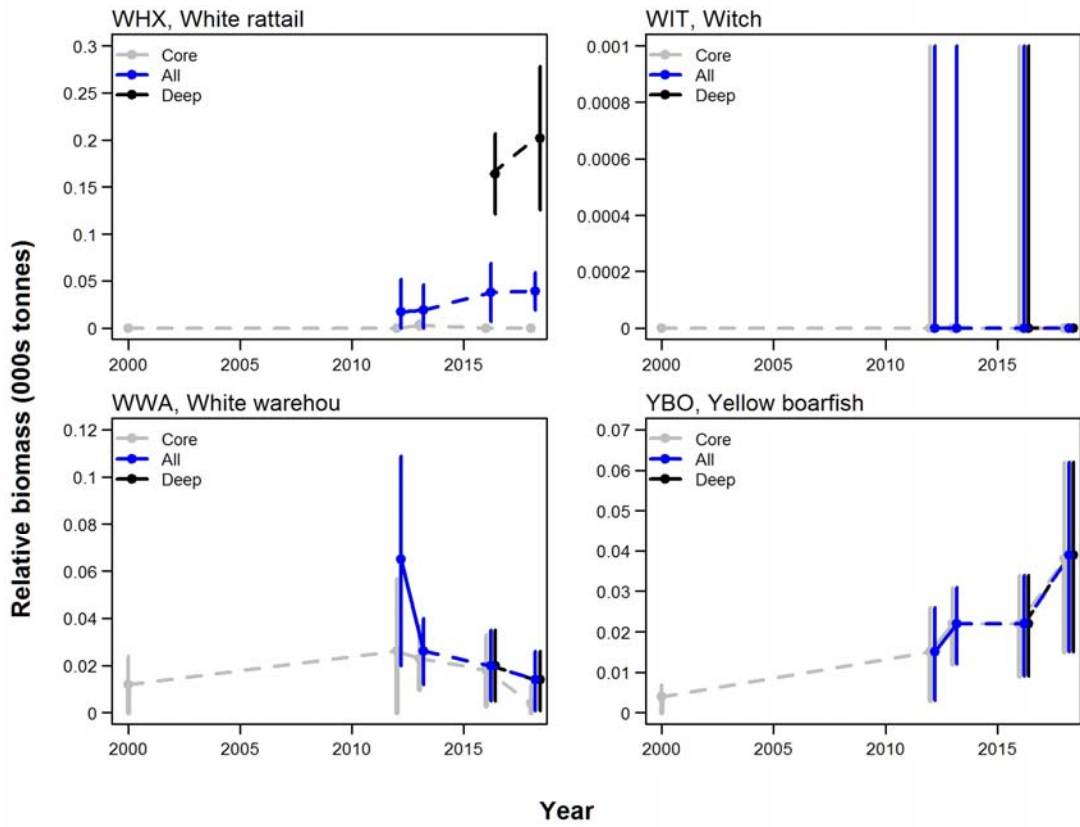 WHX, White rattail
0.3
0.25
0.2
0.15
0.1
0.05
0
Core
All
Deep
2000 2005 2010 2015
WIT, Witch
0.001
0.0008
0.0006
0.0004
0.0002
0
Core
All
Deep
2000 2005 2010 2015
WWA, White warehou
0.12
0.1
0.08
0.06
0.04
0.02
0
Core
All
Deep
2000 2005 2010 2015
YBO, Yellow boarfish
0.07
0.06
0.05
0.04
0.03
0.02
0.01
0
Core
All
Deep
2000 2005 2010 2015
Relative biomass (000s tonnes)
Year